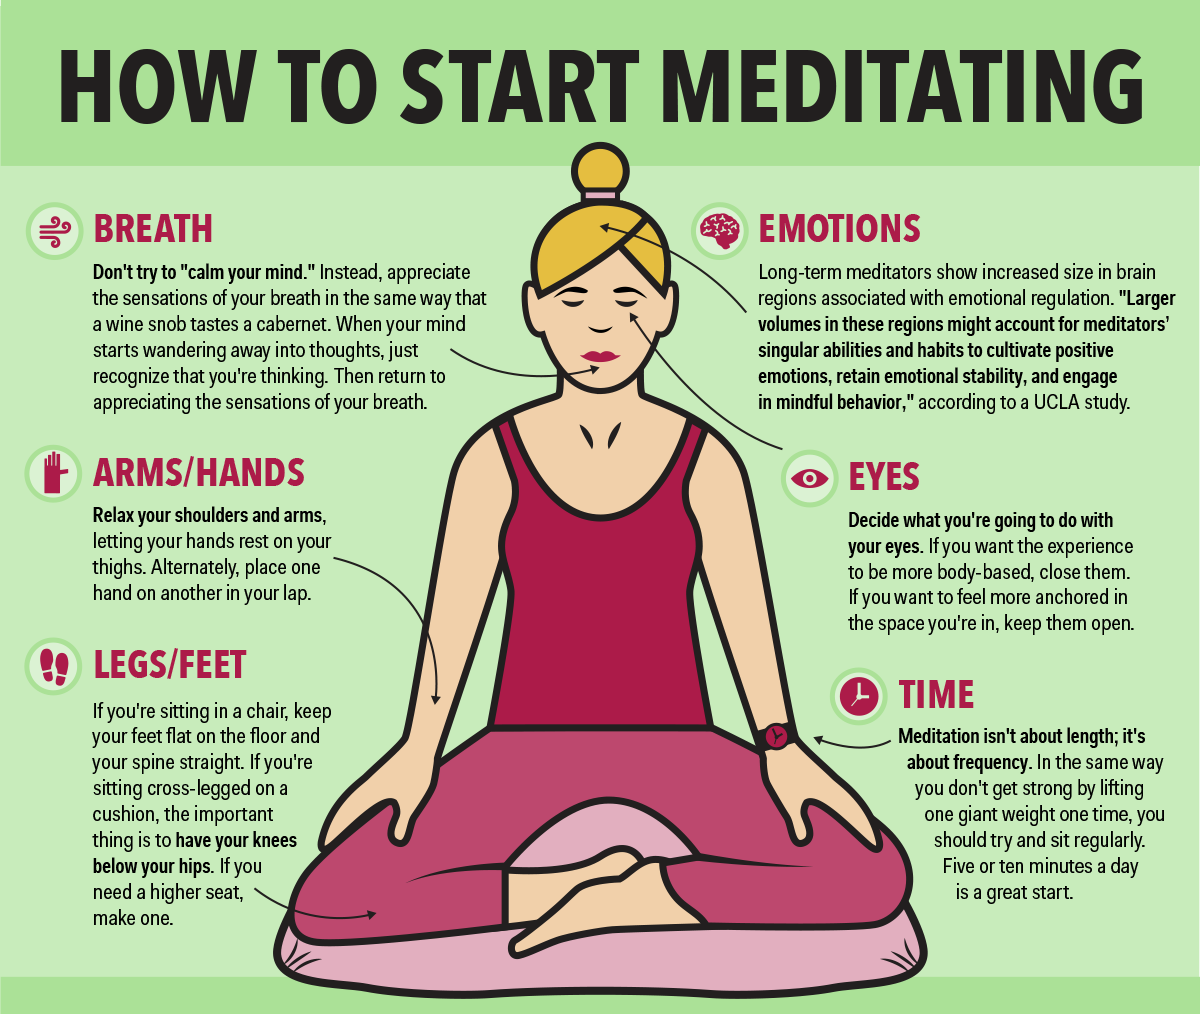 HOW TO START MEDITATING
BREATH
Don't try to "calm your mind." Instead, appreciate
the sensations of your breath in the same way that
a wine snob tastes a cabernet. When your mind
starts wandering away into thoughts, just
recognize that you're thinking. Then return to
appreciating the sensations of your breath.
ARMS/HANDS
Relax your shoulders and arms,
letting your hands rest on your
thighs. Alternately, place one
hand on another in your lap.
LEGS/FEET
If you're sitting in a chair, keep
your feet flat on the floor and
your spine straight. If you're
sitting cross-legged on a
cushion, the important
thing is to have your knees
below your hips. If you
need a higher seat,
make one.
EMOTIONS
Long-term meditators show increased size in brain
regions associated with emotional regulation. "Larger
volumes in these regions might account for meditators’
singular abilities and habits to cultivate positive
emotions, retain emotional stability, and engage
in mindful behavior," according to a UCLA study.
EYES
Decide what you're going to do with
your eyes. If you want the experience
to be more body-based, close them.
If you want to feel more anchored in
the space you're in, keep them open.
TIME
Meditation isn't about length; it's
about frequency. In the same way
you don't get strong by lifting
one giant weight one time, you
should try and sit regularly.
Five or ten minutes a day
is a great start.